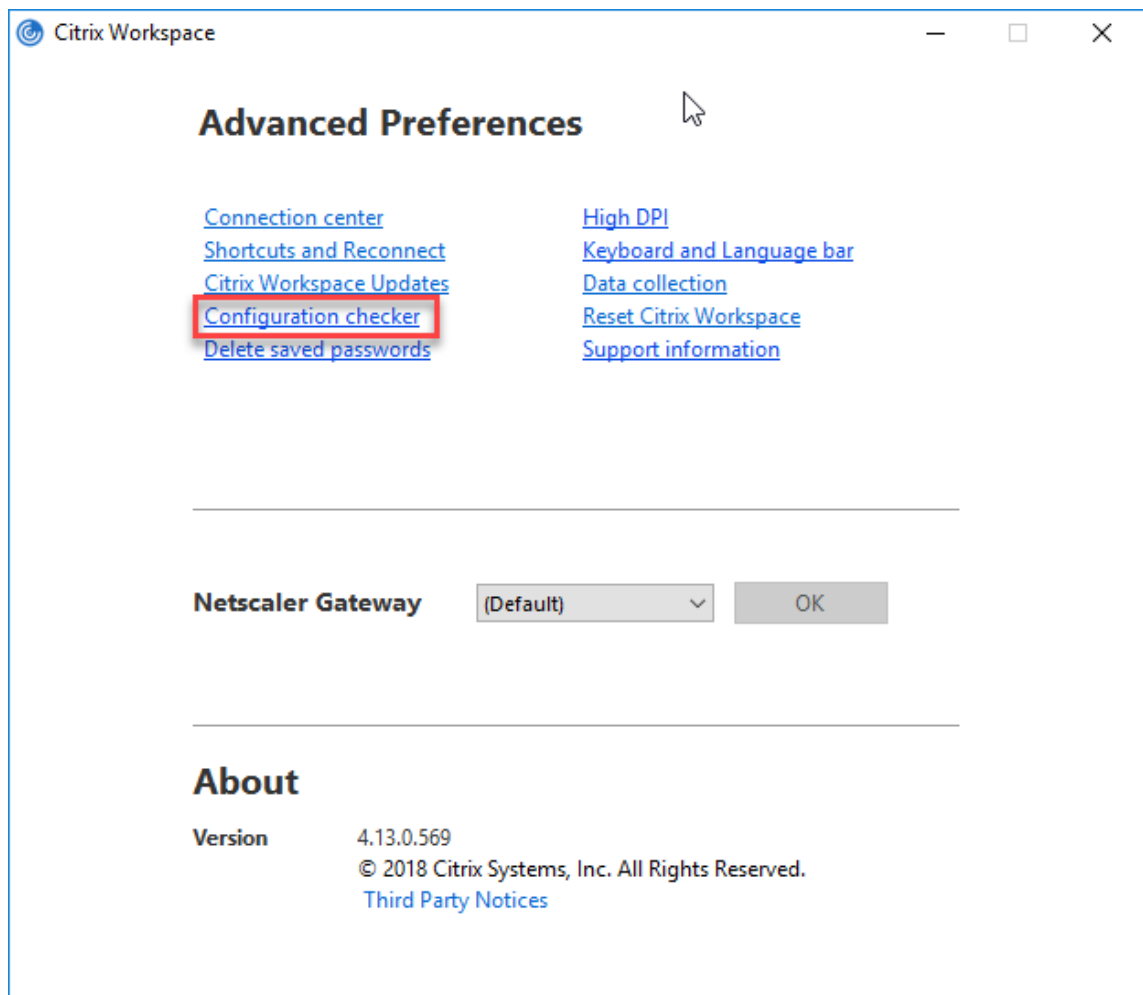 Citrix Workspace
Advanced Preferences
Connection center
Shortcuts and Reconnect
Citrix Workspace Updates
Configuration checker
Delete saved passwords
High DPI
Keyboard and Language bar
Data collection
Reset Citrix Workspace
Support information
Netscaler Gateway (Default) OK
About
Version 4.13.0.569
© 2018 Citrix Systems, Inc. All Rights Reserved.
Third Party Notices